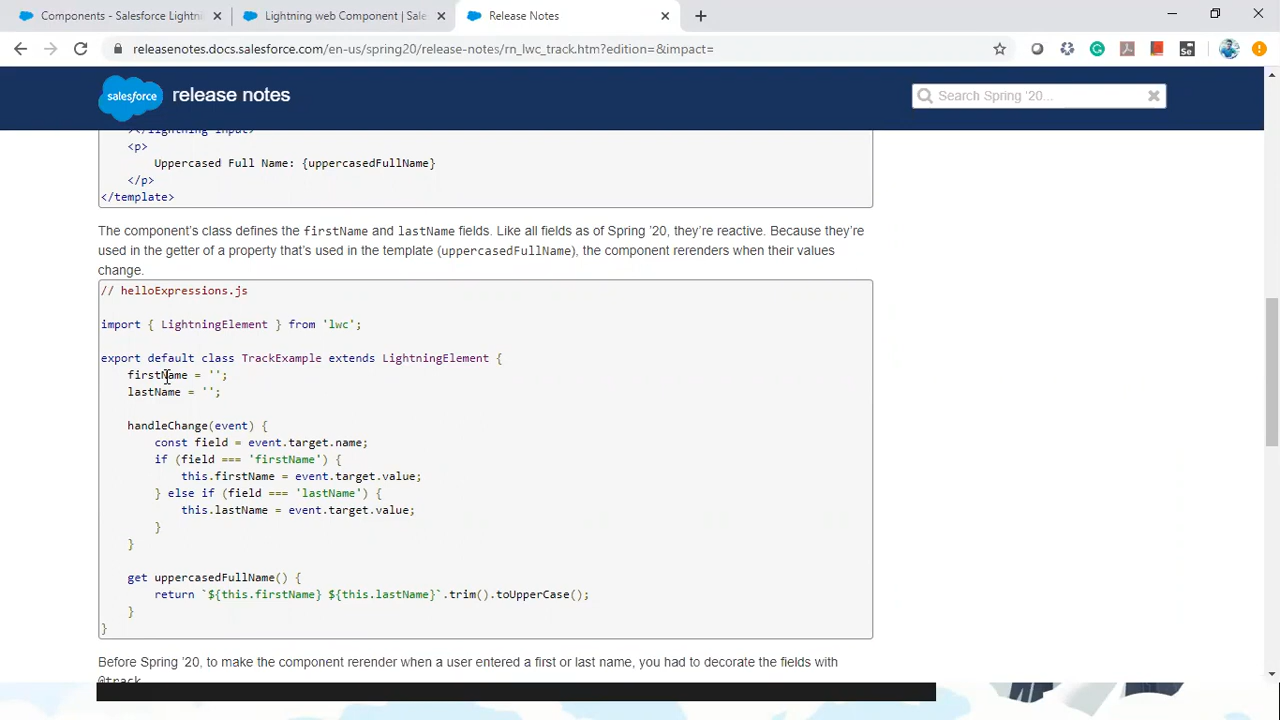 Components - Salesforce Lightni
Lightning web Component | Sale
Release Notes
releasenotes.docs.salesforce.com/en-us/spring20/release-notes/rn_lwc_track.htm?edition=&impact=
salesforce
release notes
Search Spring '20...
></lightning-input>
<p>
Uppercased Full Name: {uppercasedFullName}
</p>
</template>
The component's class defines the firstName and lastName fields. Like all fields as of Spring '20, they're reactive. Because they're
used in the getter of a property that's used in the template (uppercasedFullName), the component rerenders when their values
change.
// helloExpressions.js
import { LightningElement } from 'lwc';
export default class TrackExample extends LightningElement {
firstName = '';
lastName = '';
handleChange(event) {
const field = event.target.name;
if (field === 'firstName') {
this.firstName = event.target.value;
} else if (field === 'lastName') {
this.lastName = event.target.value;
}
}
get uppercasedFullName() {
return `${this.firstName} ${this.lastName}`.trim().toUpperCase();
}
}
Before Spring '20, to make the component rerender when a user entered a first or last name, you had to decorate the fields with
@track